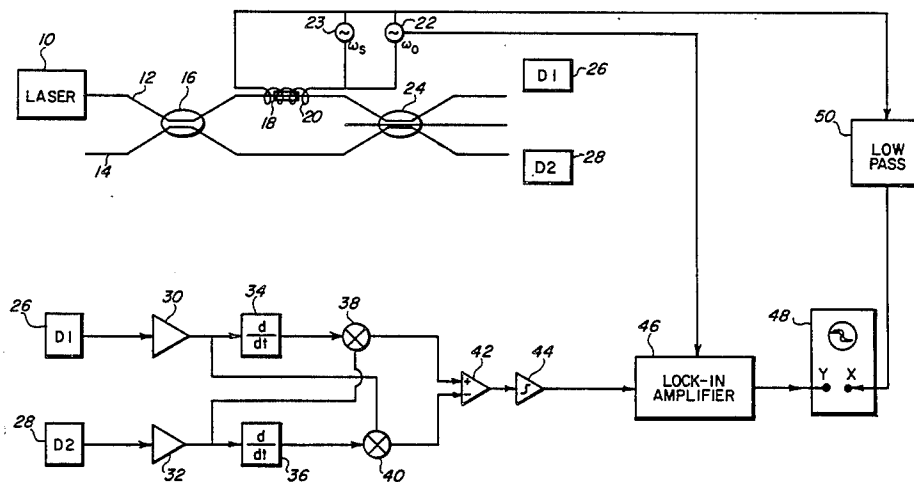 10
LASER
12
14
16
18
20
23
~
ωs
22
~
ωo
24
D1
26
D2
28
50
LOW
PASS
26
D1
30
34
d
dt
38
28
D2
32
d
dt
36
40
42
+
−
44
46
LOCK-IN
AMPLIFIER
48
Y X